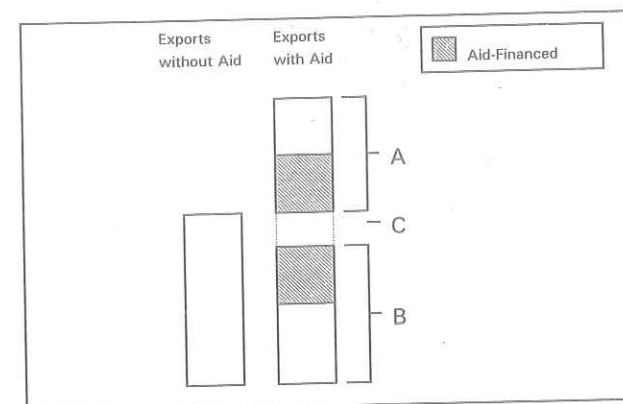 Exports
without Aid
Exports
with Aid
Aid-Financed
A
C
B